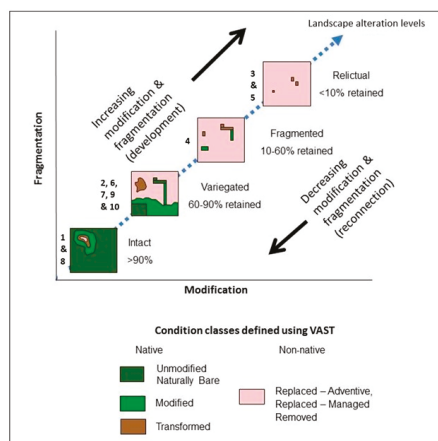 Landscape alteration levels
Increasing
modification &
fragmentation
(development)
3
&
5
Relictual
<10% retained
4
Fragmented
10-60% retained
Decreasing
modification &
fragmentation
(reconnection)
2, 6,
7, 9
& 10
Variegated
60-90% retained
1
&
8
Intact
>90%
Fragmentation
Modification
Condition classes defined using VAST
Native
Non-native
Unmodified
Naturally Bare
Modified
Transformed
Replaced – Adventive,
Replaced – Managed
Removed